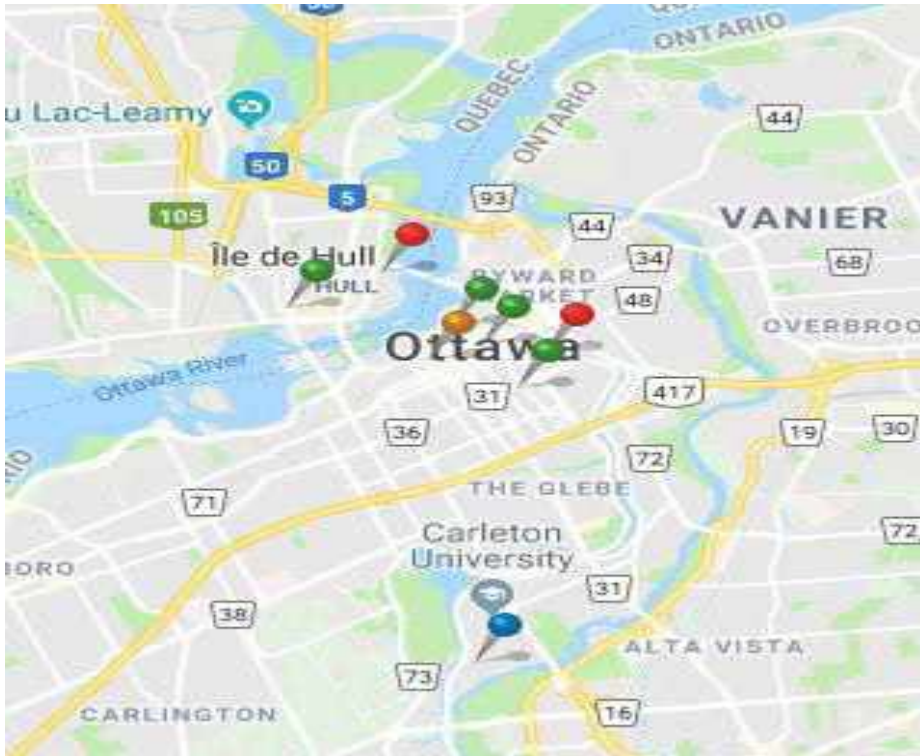 QUEBEC
ONTARIO
u Lac-Leamy
50
5
105
93
44
44
VANIER
Île de Hull
HULL
34
68
BYWARD
48
OVERBROO
Ottawa
Ottawa River
31
417
36
19
30
72
THE GLEBE
71
Carleton
University
72
ORO
31
38
ALTA VISTA
73
CARLINGTON
16
ONTARIO